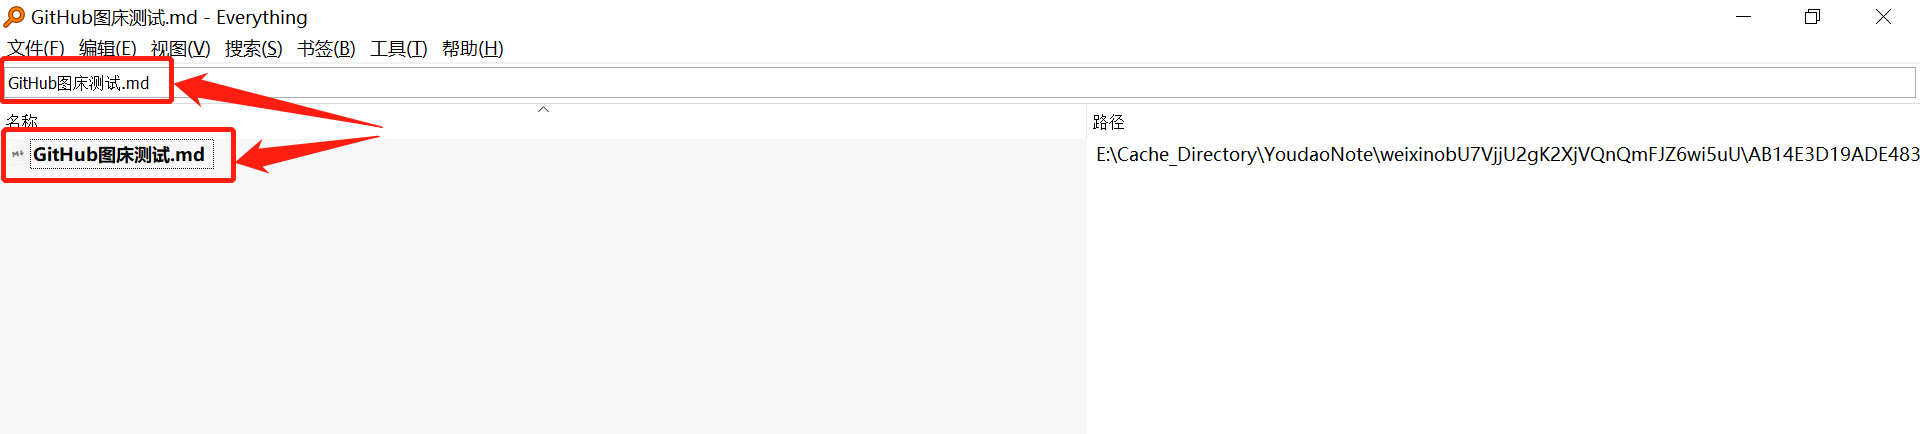 GitHub图床测试.md - Everything
文件(F) 编辑(E) 视图(V) 搜索(S) 书签(B) 工具(T) 帮助(H)
GitHub图床测试.md
名称 路径
GitHub图床测试.md E:\Cache_Directory\YoudaoNote\weixinobU7VjjU2gK2XjVQnQmFJZ6wi5uU\AB14E3D19ADE483